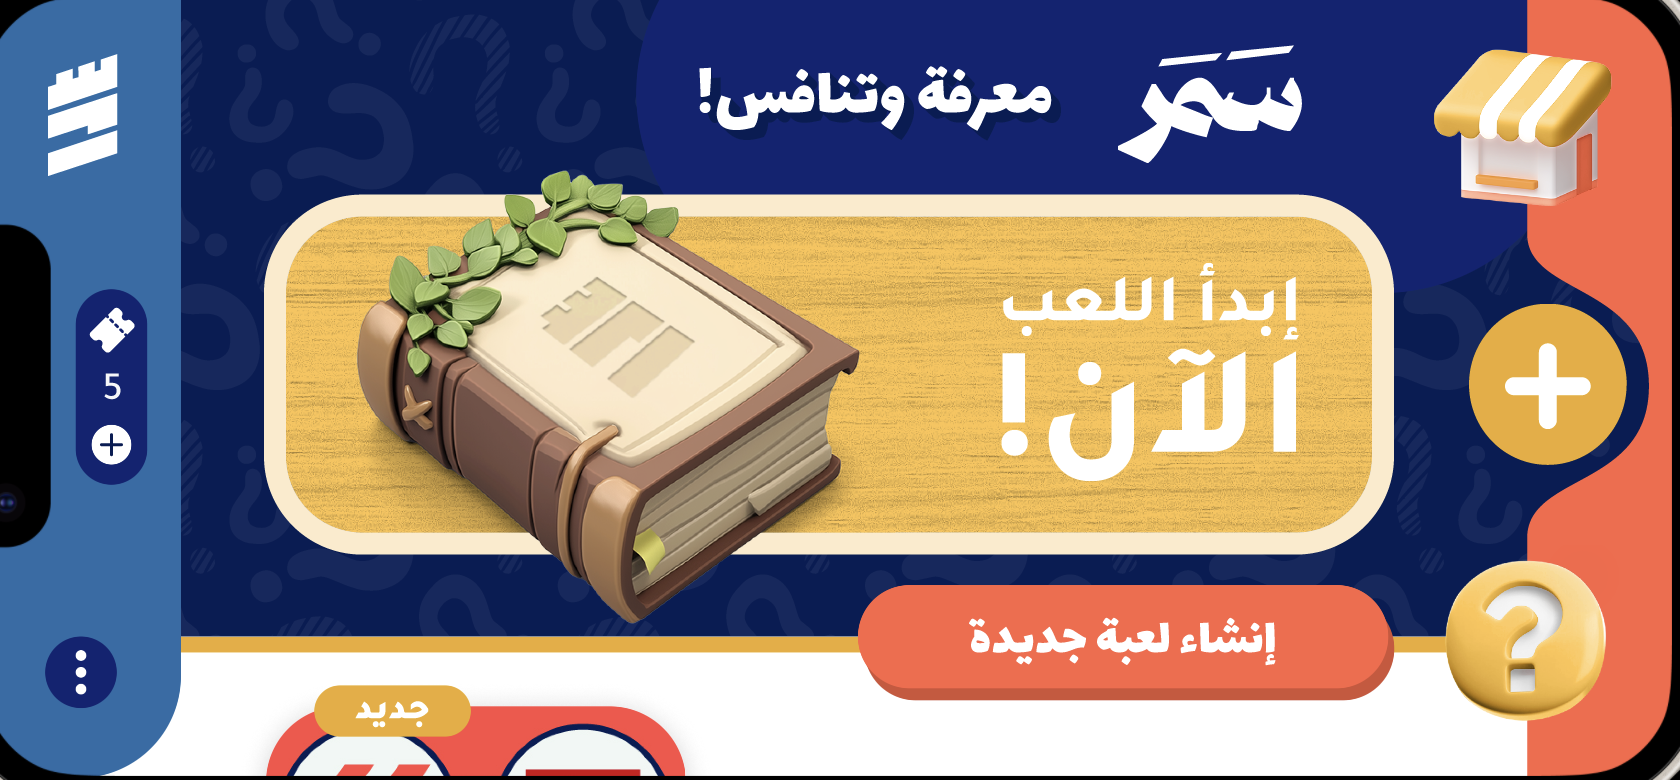 سَمَر
معرفة وتنافس!
إبدأ اللعب
الآن!
5
إنشاء لعبة جديدة
جديد